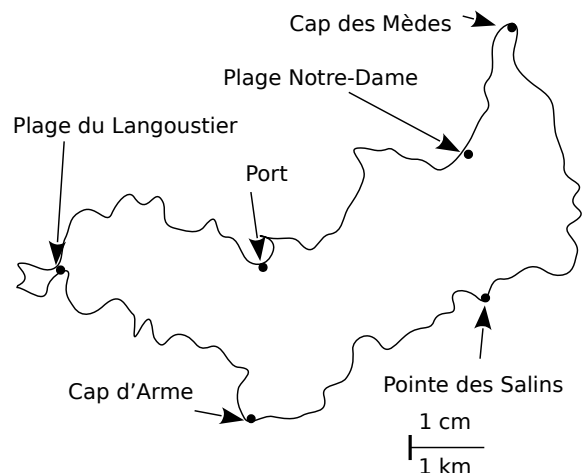 Cap des Mèdes
Plage Notre-Dame
Plage du Langoustier
Port
Cap d’Arme
Pointe des Salins
1 cm
1 km